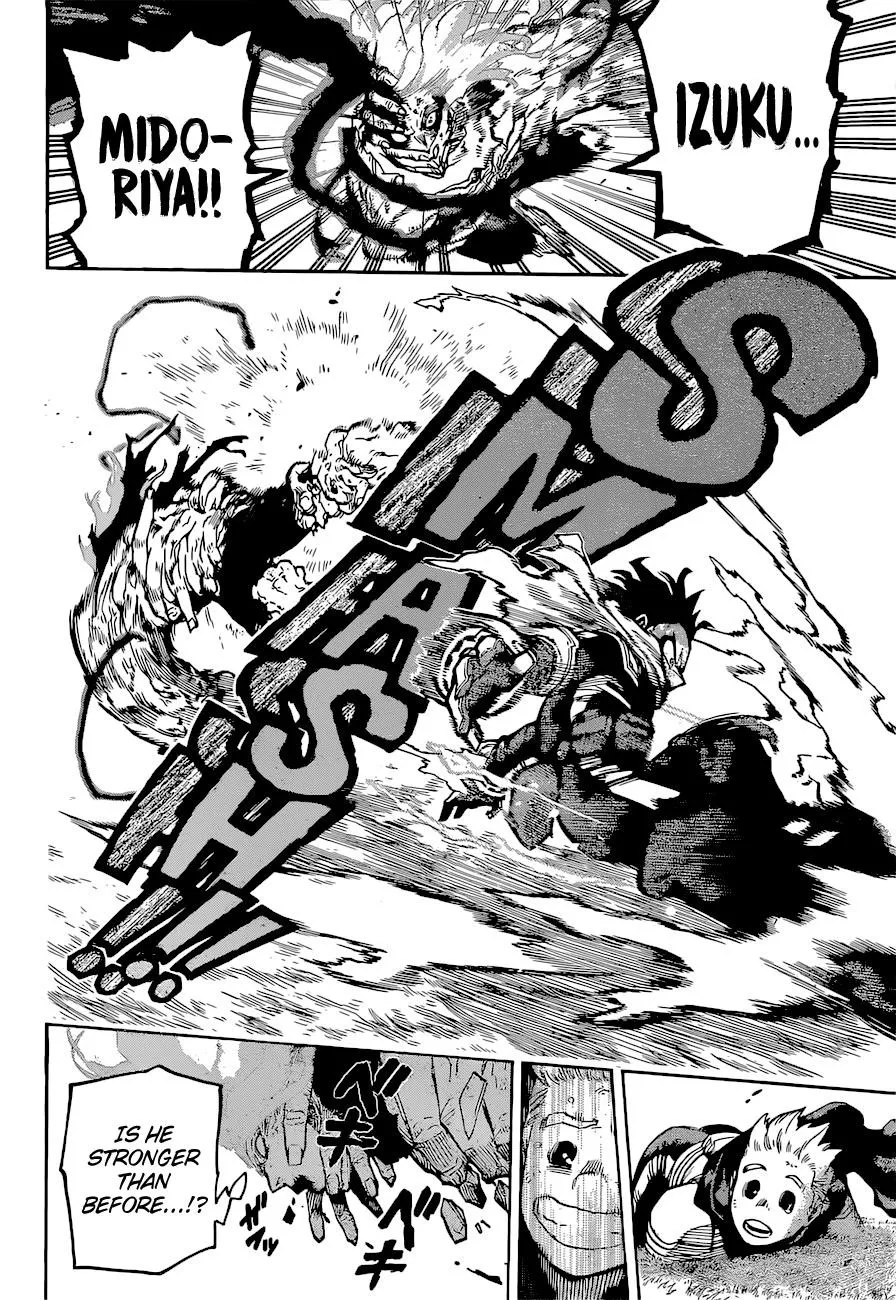 IZUKU...
MIDO-
RIYA!!
SMASH!!
IS HE
STRONGER
THAN
BEFORE...!?